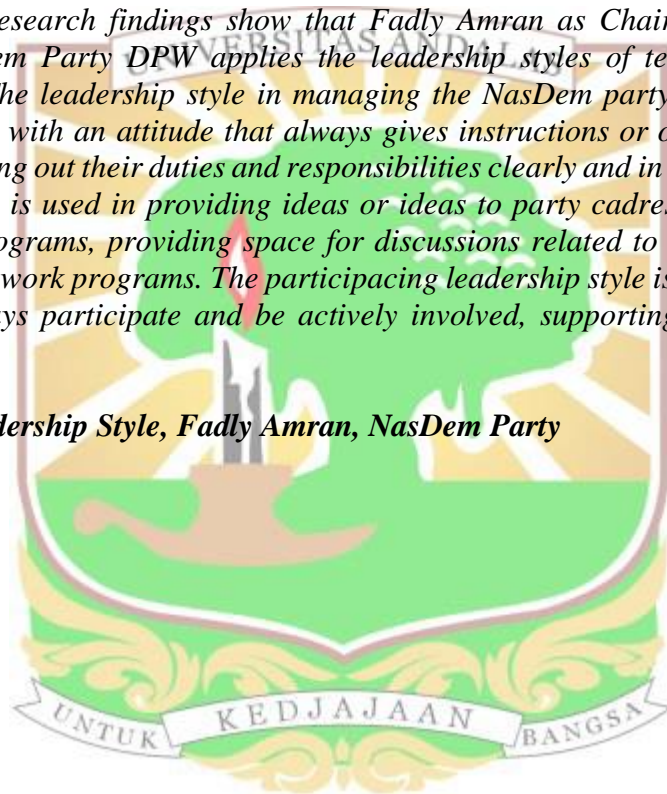 esearch findings show that Fadly Amran as Chair
em Party DPW applies the leadership styles of te
he leadership style in managing the NasDem party
with an attitude that always gives instructions or o
ng out their duties and responsibilities clearly and in
is used in providing ideas or ideas to party cadre
ograms, providing space for discussions related to
work programs. The participacing leadership style is
ys participate and be actively involved, supporting
dership Style, Fadly Amran, NasDem Party
UNIVERSITAS ANDALAS
UNTUK KEDJAJAAN BANGSA